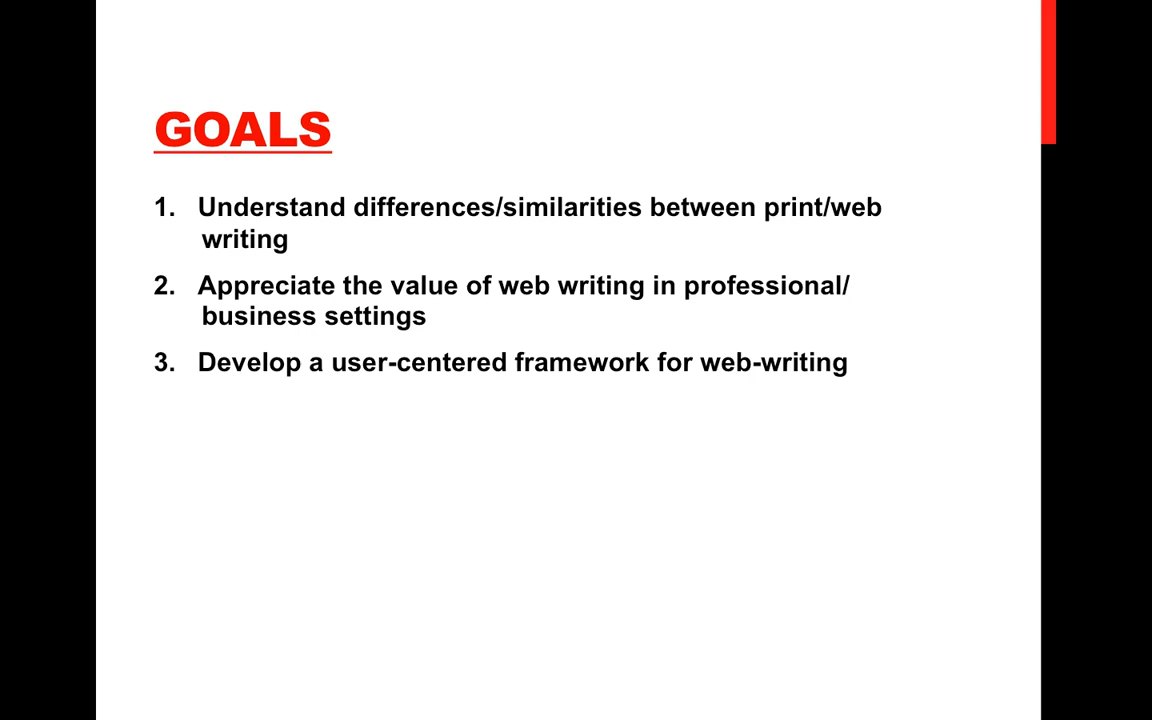 GOALS
1. Understand differences/similarities between print/web
writing
2. Appreciate the value of web writing in professional/
business settings
3. Develop a user-centered framework for web-writing